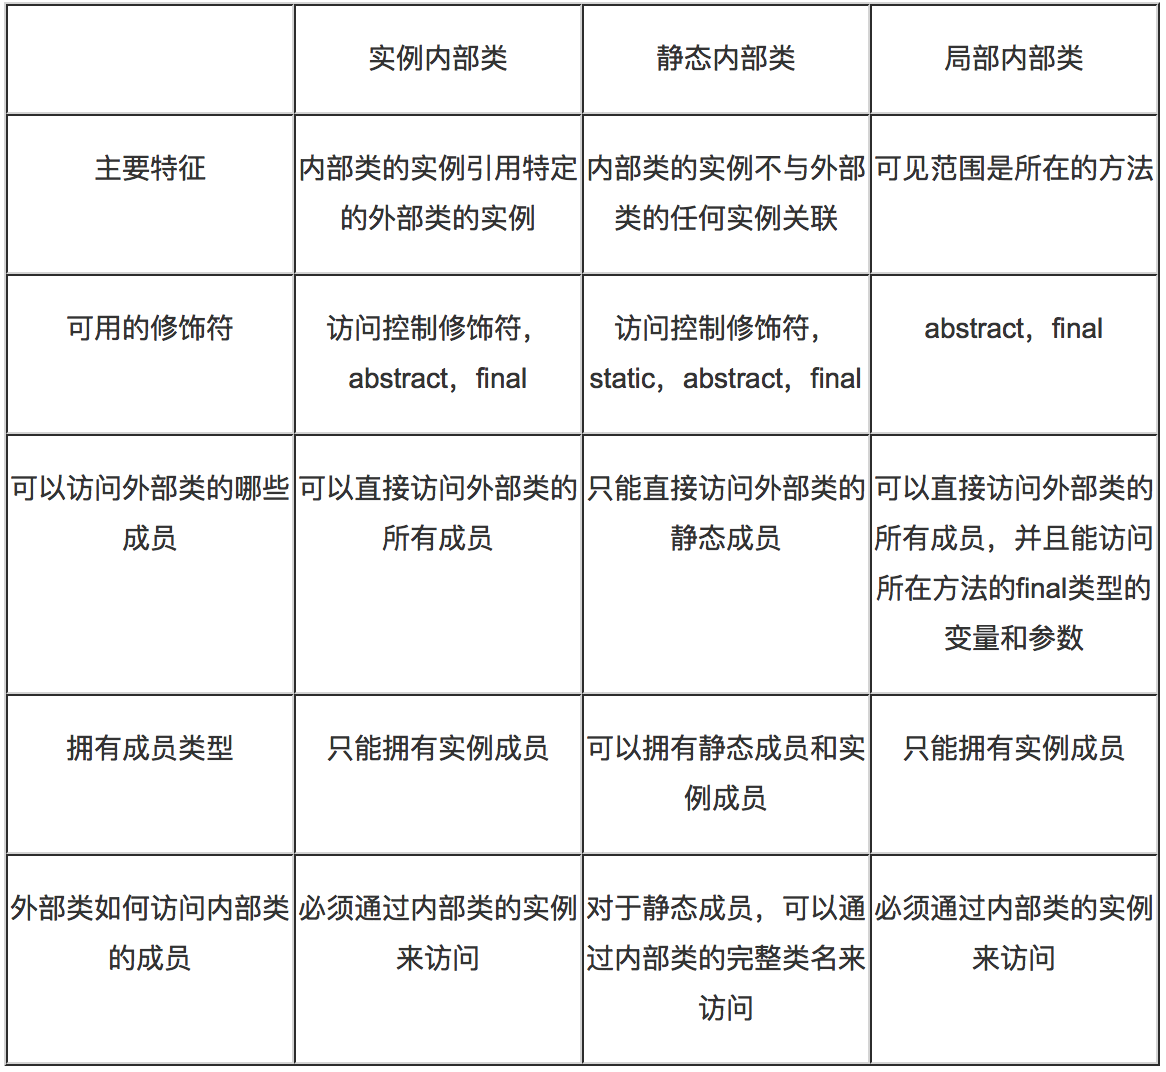 实例内部类
静态内部类
局部内部类
主要特征
内部类的实例引用特定
的外部类的实例
内部类的实例不与外部
类的任何实例关联
可见范围是所在的方法
可用的修饰符
访问控制修饰符，
abstract，final
访问控制修饰符，
static，abstract，final
abstract，final
可以访问外部类的哪些
成员
可以直接访问外部类的
所有成员
只能直接访问外部类的
静态成员
可以直接访问外部类的
所有成员，并且能访问
所在方法的final类型的
变量和参数
拥有成员类型
只能拥有实例成员
可以拥有静态成员和实
例成员
只能拥有实例成员
外部类如何访问内部类
的成员
必须通过内部类的实例
来访问
对于静态成员，可以通
过内部类的完整类名来
访问
必须通过内部类的实例
来访问